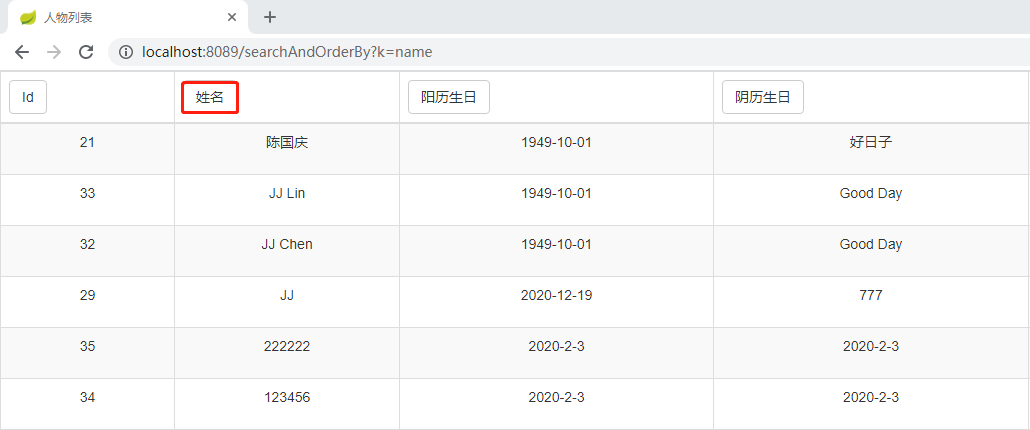 人物列表
localhost:8089/searchAndOrderBy?k=name
Id 姓名 阳历生日 阴历生日
21 陈国庆 1949-10-01 好日子
33 JJ Lin 1949-10-01 Good Day
32 JJ Chen 1949-10-01 Good Day
29 JJ 2020-12-19 777
35 222222 2020-2-3 2020-2-3
34 123456 2020-2-3 2020-2-3